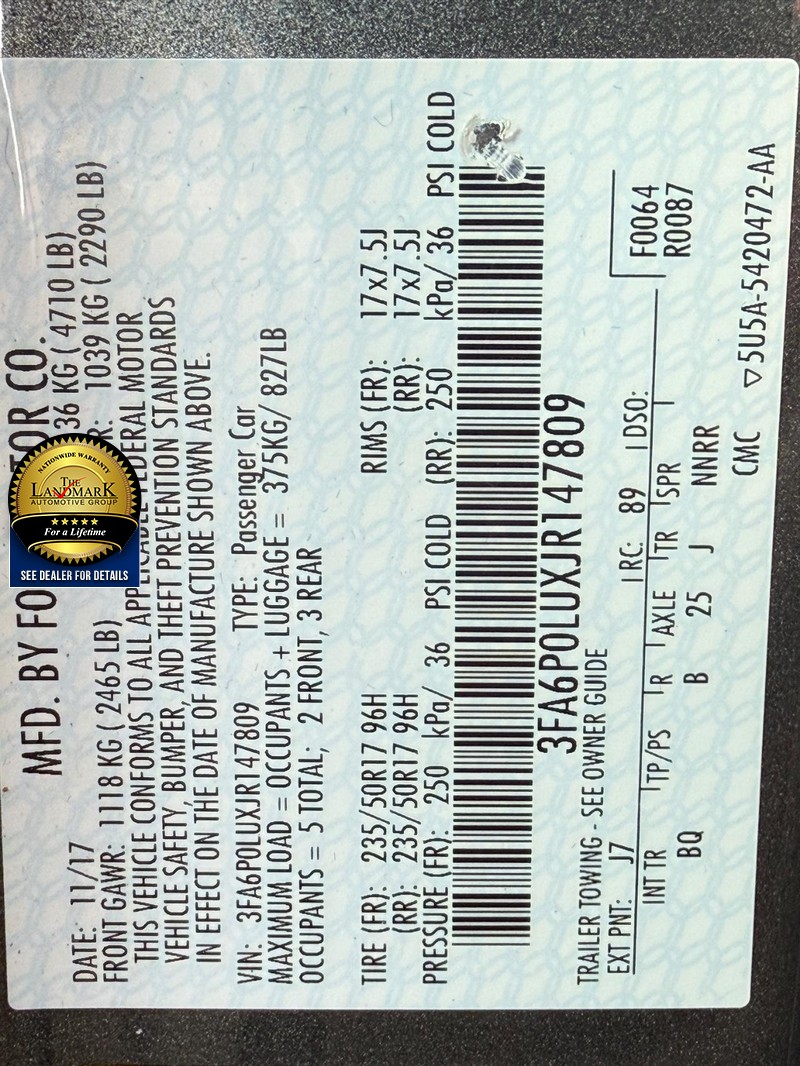 MFD. BY FO TOR CO.
DATE: 11/17 36 KG ( 4710 LB)
FRONT GAWR: 1118 KG ( 2465 LB) R: 1039 KG ( 2290 LB)
THIS VEHICLE CONFORMS TO ALL APPLICABLE FEDERAL MOTOR
VEHICLE SAFETY, BUMPER, AND THEFT PREVENTION STANDARDS
IN EFFECT ON THE DATE OF MANUFACTURE SHOWN ABOVE.
VIN: 3FA6P0LUXJR147809 TYPE: Passenger Car
MAXIMUM LOAD = OCCUPANTS + LUGGAGE = 375KG/ 827LB
OCCUPANTS = 5 TOTAL; 2 FRONT, 3 REAR
TIRE (FR): 235/50R17 96H RIMS (FR): 17x7.5J
(RR): 235/50R17 96H (RR): 17x7.5J
PRESSURE (FR): 250 kPa/ 36 PSI COLD (RR): 250 kPa/ 36 PSI COLD
3FA6P0LUXJR147809
TRAILER TOWING - SEE OWNER GUIDE
EXT PNT: J7 RC: 89 DSO:
F0064
R0087
INT TR TP/PS R AXLE TR SPR
BQ B 25 J NNRR
CMC ▽5U5A-5420472-AA
NATIONWIDE WARRANTY
THE
LANDMARK
AUTOMOTIVE GROUP
For a Lifetime
SEE DEALER FOR DETAILS